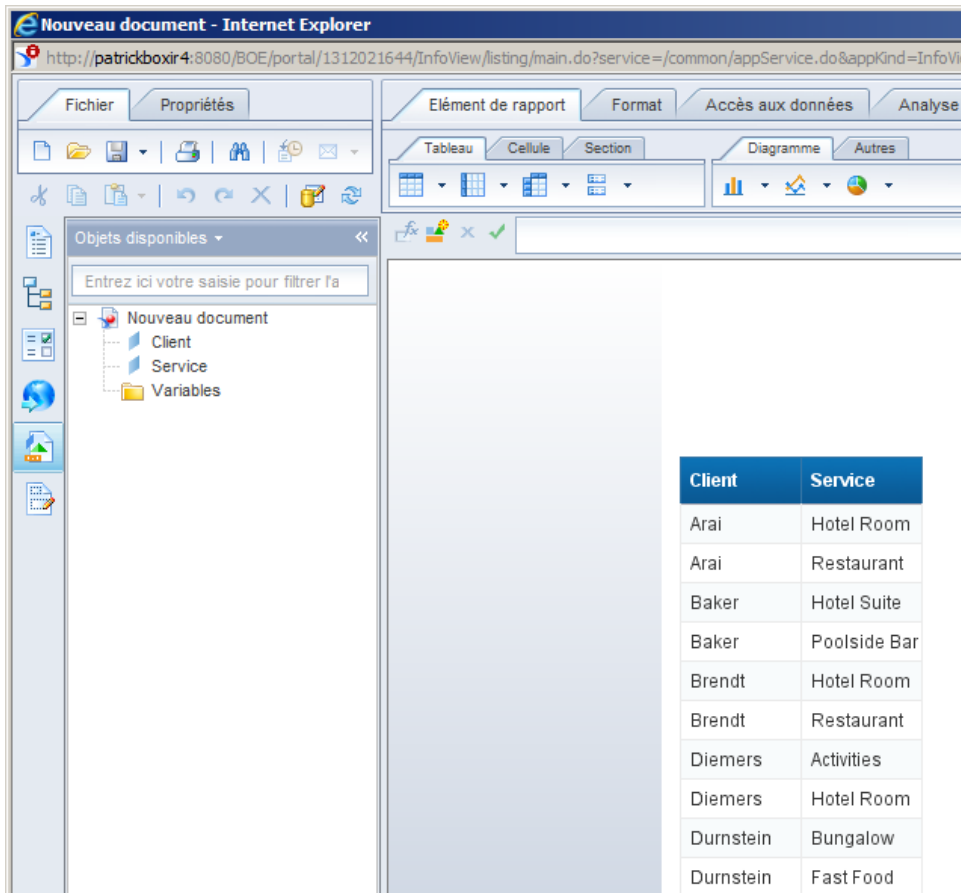 Nouveau document - Internet Explorer
http://patrickboxir4:8080/BOE/portal/1312021644/InfoView/listing/main.do?service=/common/appService.do&appKind=InfoVi
Fichier Propriétés
Elément de rapport Format Accès aux données Analyse
Tableau Cellule Section Diagramme Autres
Objets disponibles
Entrez ici votre saisie pour filtrer l'a
Nouveau document
Client
Service
Variables
Client Service
Arai Hotel Room
Arai Restaurant
Baker Hotel Suite
Baker Poolside Bar
Brendt Hotel Room
Brendt Restaurant
Diemers Activities
Diemers Hotel Room
Durnstein Bungalow
Durnstein Fast Food